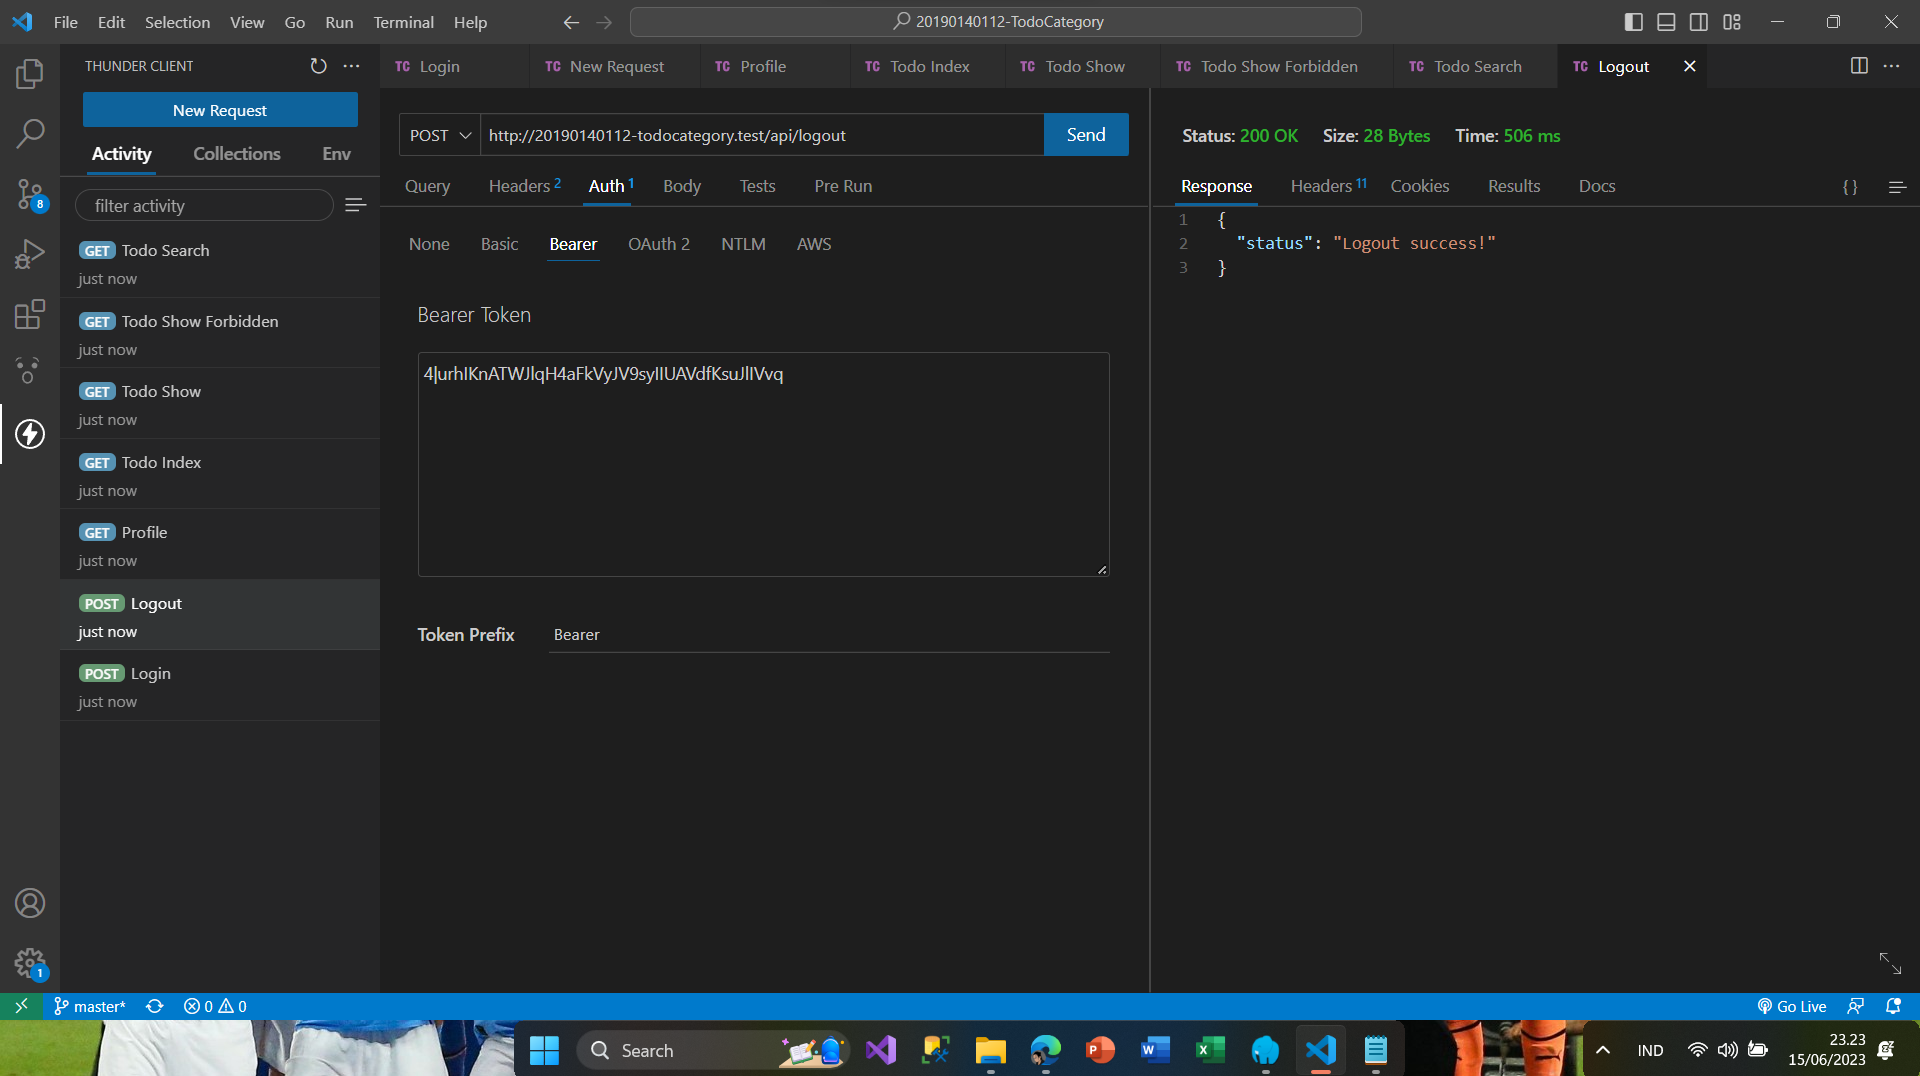 File Edit Selection View Go Run Terminal Help
20190140112-TodoCategory
THUNDER CLIENT
New Request
Activity Collections Env
filter activity
GET Todo Search
just now
GET Todo Show Forbidden
just now
GET Todo Show
just now
GET Todo Index
just now
GET Profile
just now
POST Logout
just now
POST Login
just now
8
1
TC Login TC New Request TC Profile TC Todo Index TC Todo Show TC Todo Show Forbidden TC Todo Search TC Logout
POST http://20190140112-todocategory.test/api/logout Send
Query Headers 2 Auth 1 Body Tests Pre Run
None Basic Bearer OAuth 2 NTLM AWS
Bearer Token
Token Prefix Bearer
Status: 200 OK Size: 28 Bytes Time: 506 ms
Response Headers 11 Cookies Results Docs { }
1 {
2 "status": "Logout success!"
3 }
master* 0 0 Go Live
Search
IND
23.23
15/06/2023